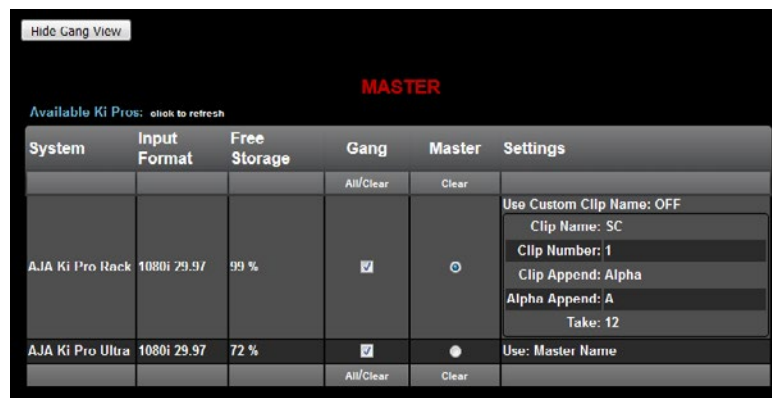 Hide Gang View
MASTER
Available Ki Pros: click to refresh
System Input Format Free Storage Gang Master Settings
All/Clear Clear
Use Custom Clip Name: OFF
Clip Name: SC
Clip Number: 1
AJA Ki Pro Rack 1080i 29.97 99 %
Clip Append: Alpha
Alpha Append: A
Take: 12
AJA Ki Pro Ultra 1080i 29.97 72 % Use: Master Name
All/Clear Clear